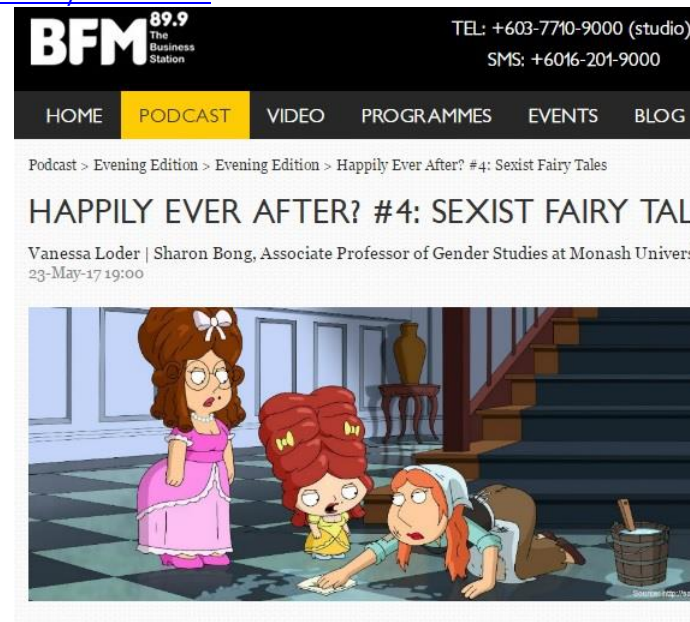 BFM 89.9
The
Business
Station
TEL: +603-7710-9000 (studio)
SMS: +6016-201-9000
HOME PODCAST VIDEO PROGRAMMES EVENTS BLOG
Podcast > Evening Edition > Evening Edition > Happily Ever After? #4: Sexist Fairy Tales
HAPPILY EVER AFTER? #4: SEXIST FAIRY TAL
Vanessa Loder | Sharon Bong, Associate Professor of Gender Studies at Monash Univers
23-May-17 19:00